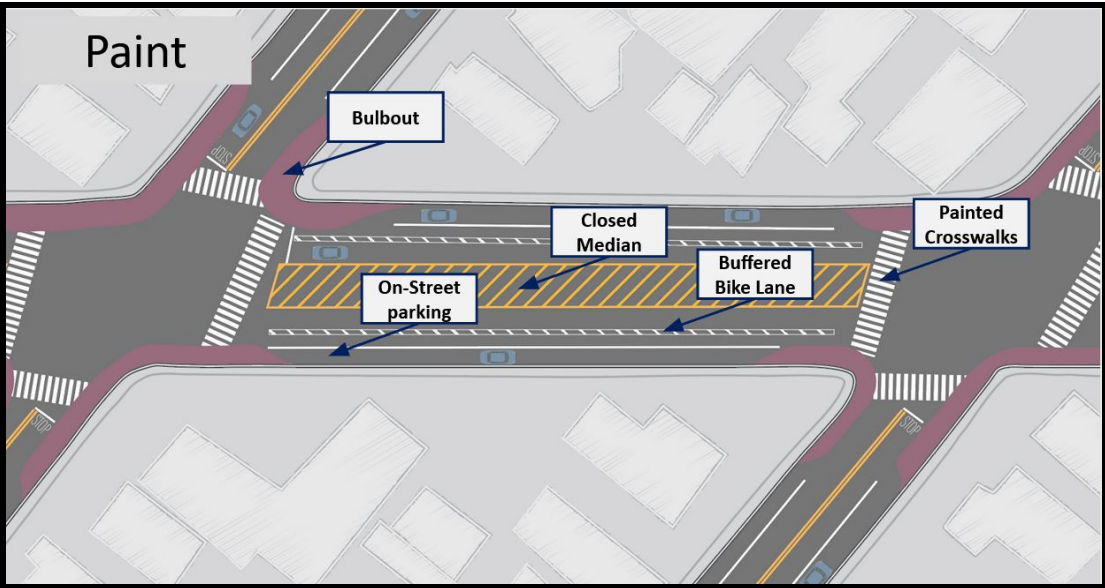 Paint
Bulbout
STOP
Closed
Median
Painted
Crosswalks
Buffered
Bike Lane
On-Street
parking
STOP
STOP
STOP